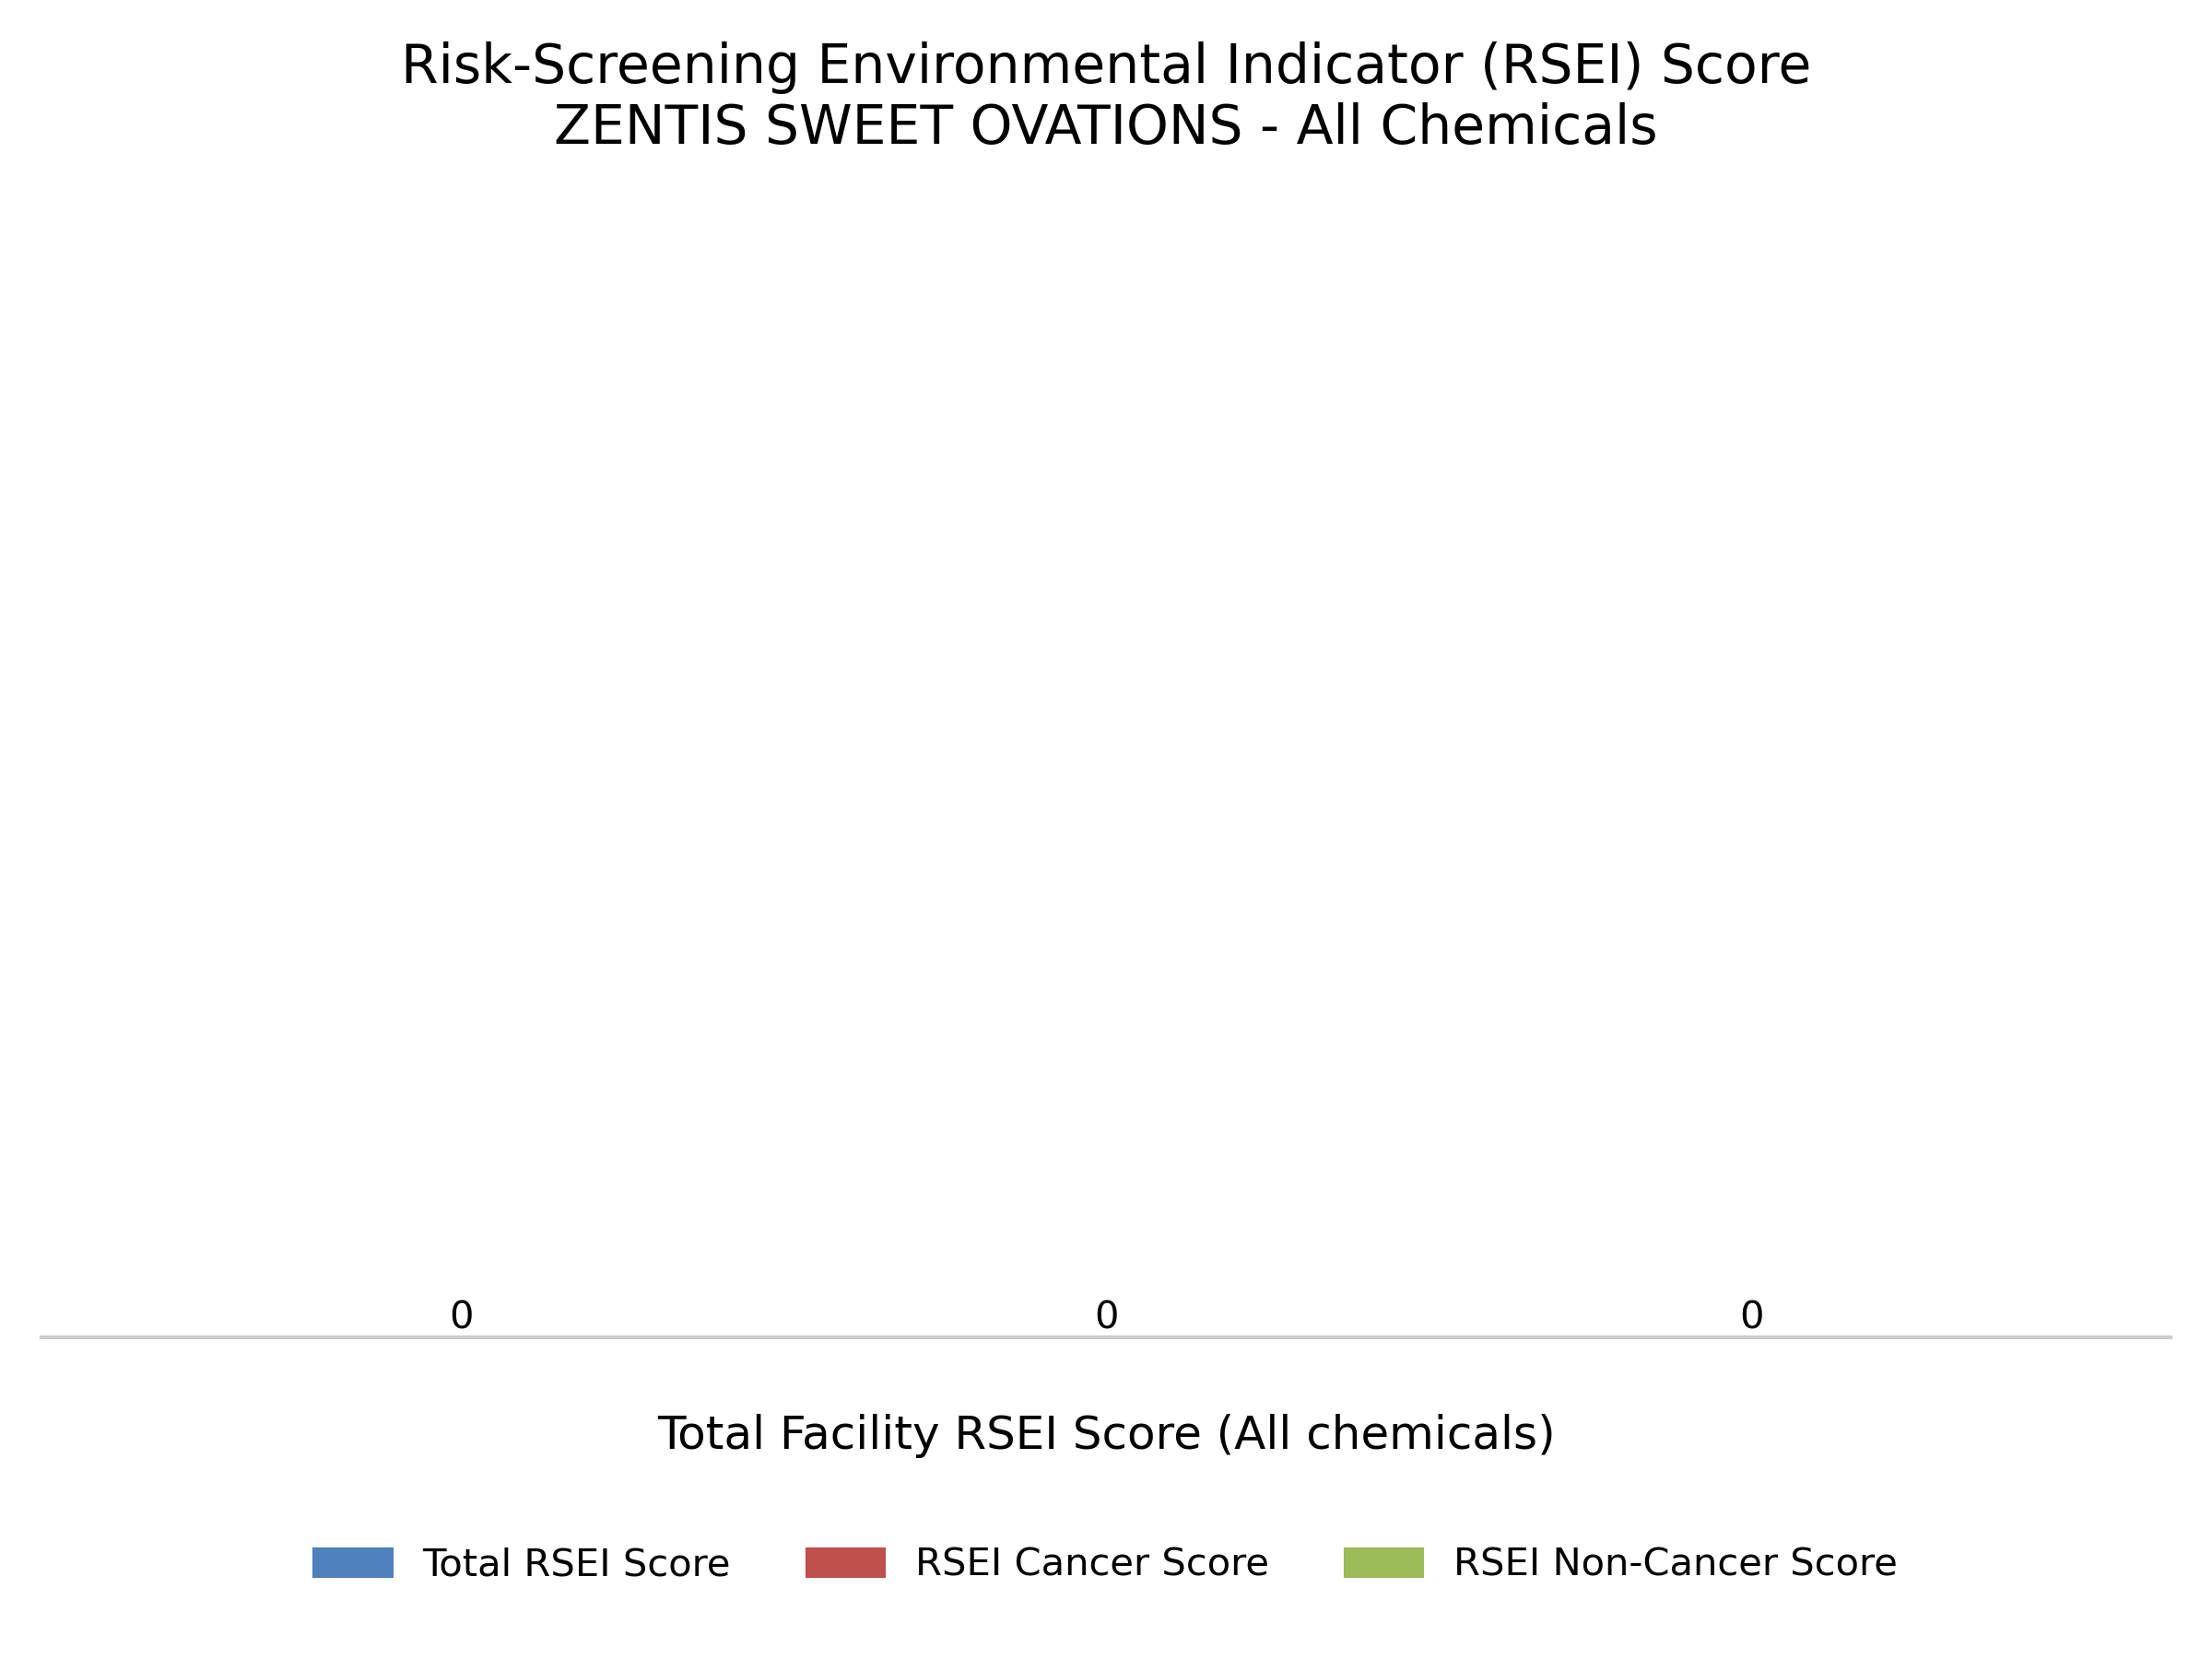 Risk-Screening Environmental Indicator (RSEI) Score
ZENTIS SWEET OVATIONS - All Chemicals
0 0 0
Total Facility RSEI Score (All chemicals)
Total RSEI Score RSEI Cancer Score RSEI Non-Cancer Score